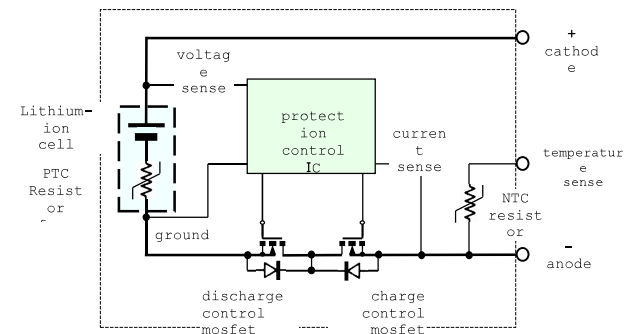 +
cathod
e
voltag
e
sense
Lithium-
ion
cell
PTC
Resist
or
protect
ion
control
IC
curren
t
sense
temperatur
e
sense
NTC
resist
or
ground
-
anode
discharge
control
mosfet
charge
control
mosfet